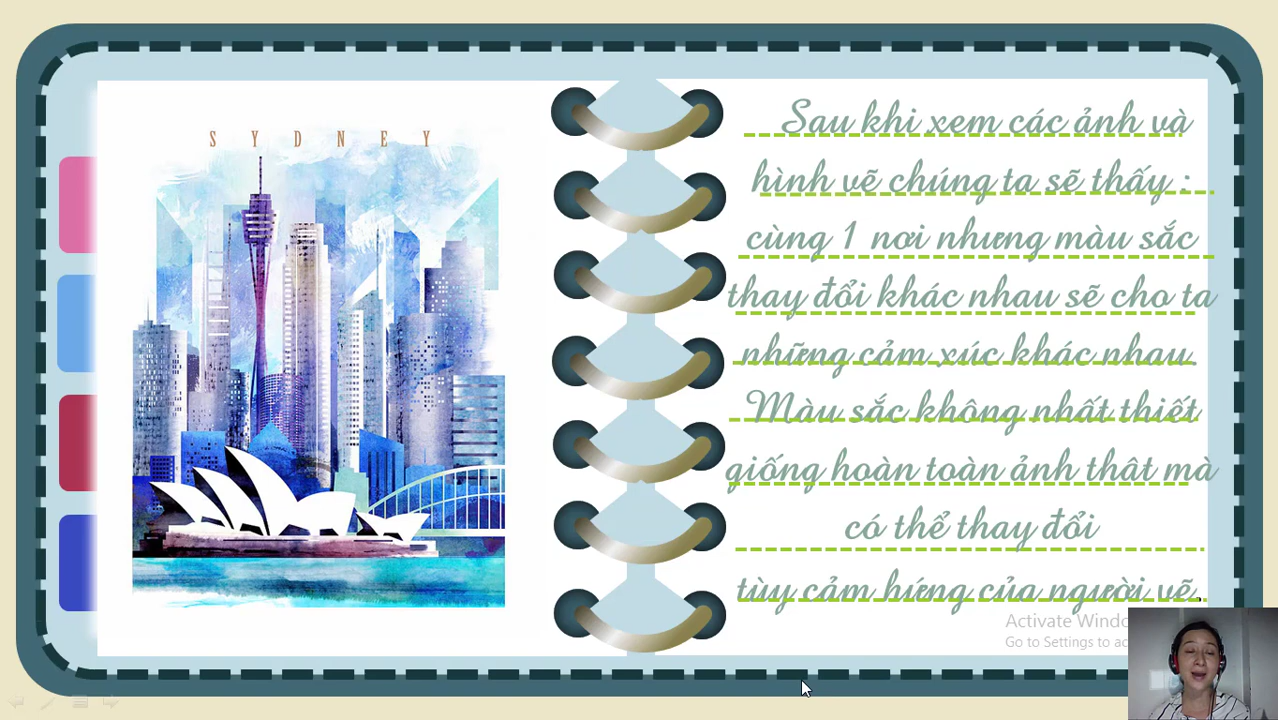 S Y D N E Y
Sau khi xem các ảnh và
hình vẽ chúng ta sẽ thấy :
cùng 1 nơi nhưng màu sắc
thay đổi khác nhau sẽ cho ta
những cảm xúc khác nhau.
Màu sắc không nhất thiết
giống hoàn toàn ảnh thât mà
có thể thay đổi
tùy cảm hứng của người vẽ.
Activate Windo
Go to Settings to ac